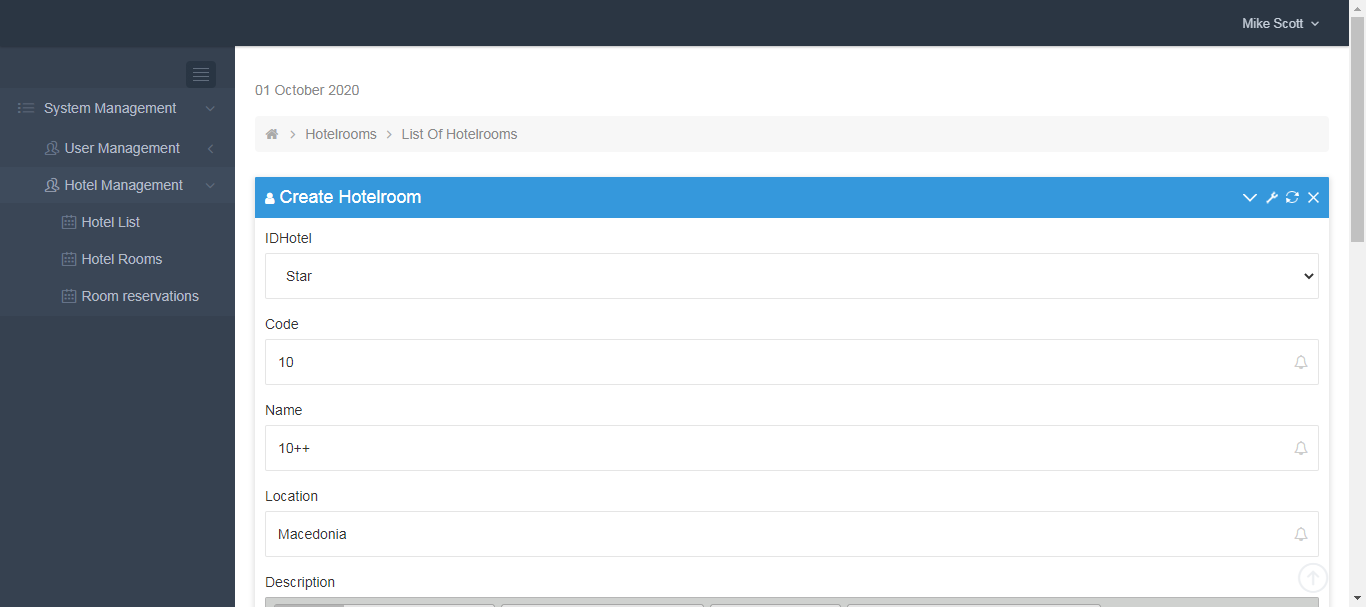 Mike Scott
01 October 2020
System Management
User Management
Hotel Management
Hotel List
Hotel Rooms
Room reservations
Hotelrooms
List Of Hotelrooms
Create Hotelroom
IDHotel
Star
Code
10
Name
10++
Location
Macedonia
Description